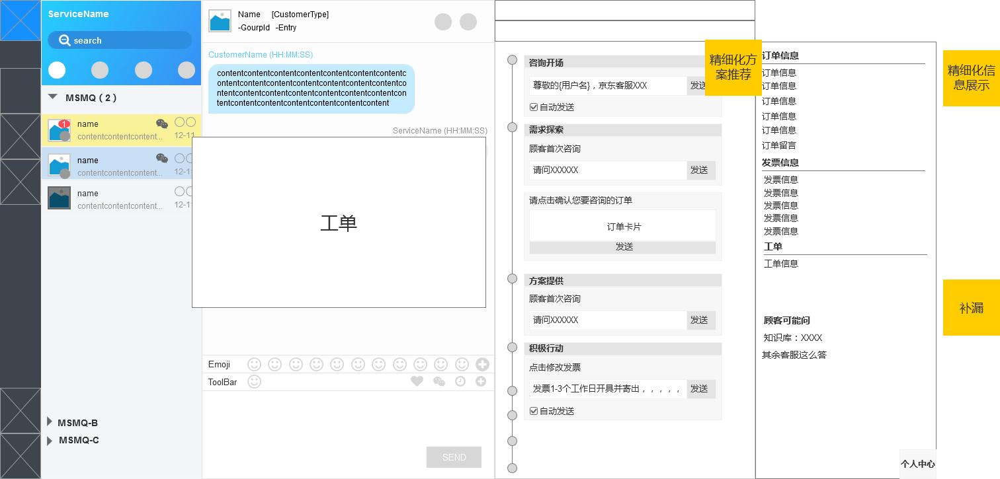 ServiceName
search
MSMQ ( 2 )
name
contentcontentcontent...
12-11
1
name
contentcontentcontent...
12-11
name
contentcontentcontent...
12-1
MSMQ-B
MSMQ-C
Name [CustomerType]
-GourpId -Entry
CustomerName (HH:MM:SS)
contentcontentcontentcontentcontentcontentcontentc
ontentcontentcontentcontentcontentcontentcontentco
ntentcontentcontentcontentcontentcontentcontentcon
tentcontentcontentcontentcontentcontentcontent
ServiceName (HH:MM:SS)
工单
Emoji
ToolBar
SEND
咨询开场
尊敬的{用户名}，京东客服XXX
发送
自动发送
需求探索
顾客首次咨询
请问XXXXXX
发送
请点击确认您要咨询的订单
订单卡片
发送
方案提供
顾客首次咨询
请问XXXXXX
发送
积极行动
点击修改发票
发票1-3个工作日开具并寄出，，，，，
发送
自动发送
精细化方
案推荐
订单信息
订单信息
订单信息
订单信息
订单信息
订单信息
订单留言
发票信息
发票信息
发票信息
发票信息
发票信息
发票信息
工单
工单信息
顾客可能问
知识库：XXXX
其余客服这么答
个人中心
精细化信
息展示
补漏